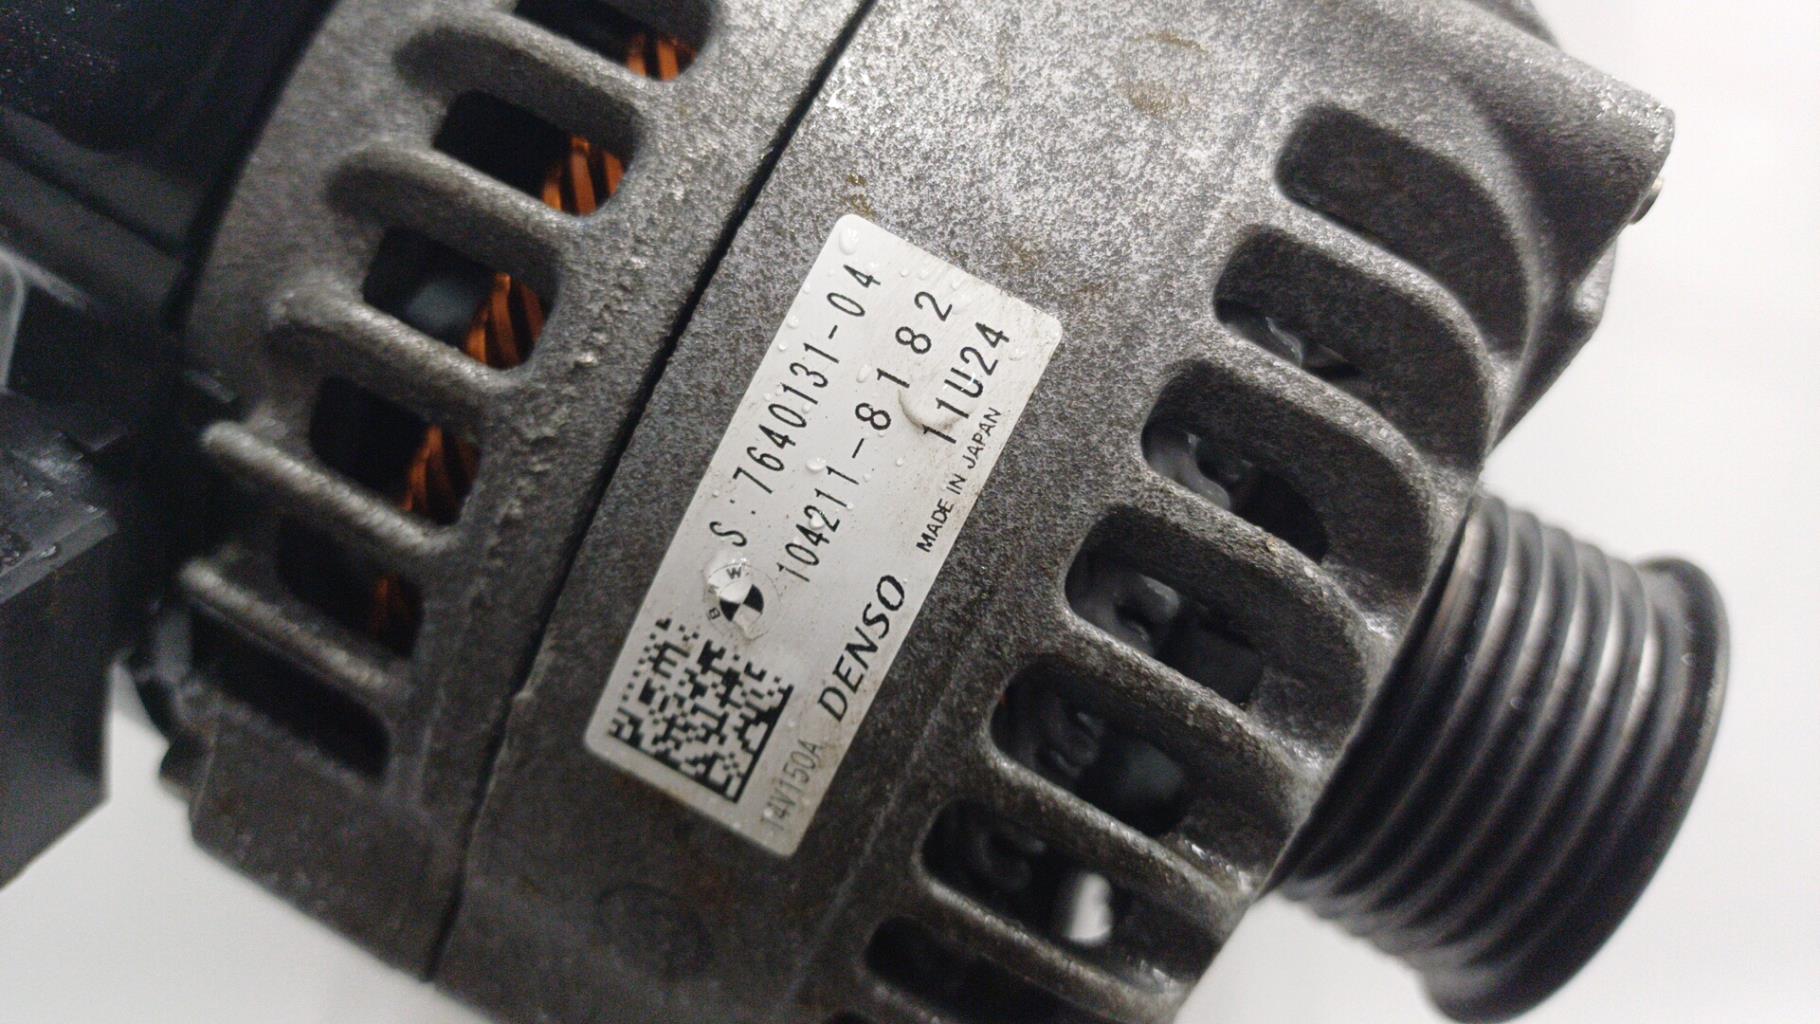 S:7640131-04
104211-8182
11U24
DENSO MADE IN JAPAN
14V150A